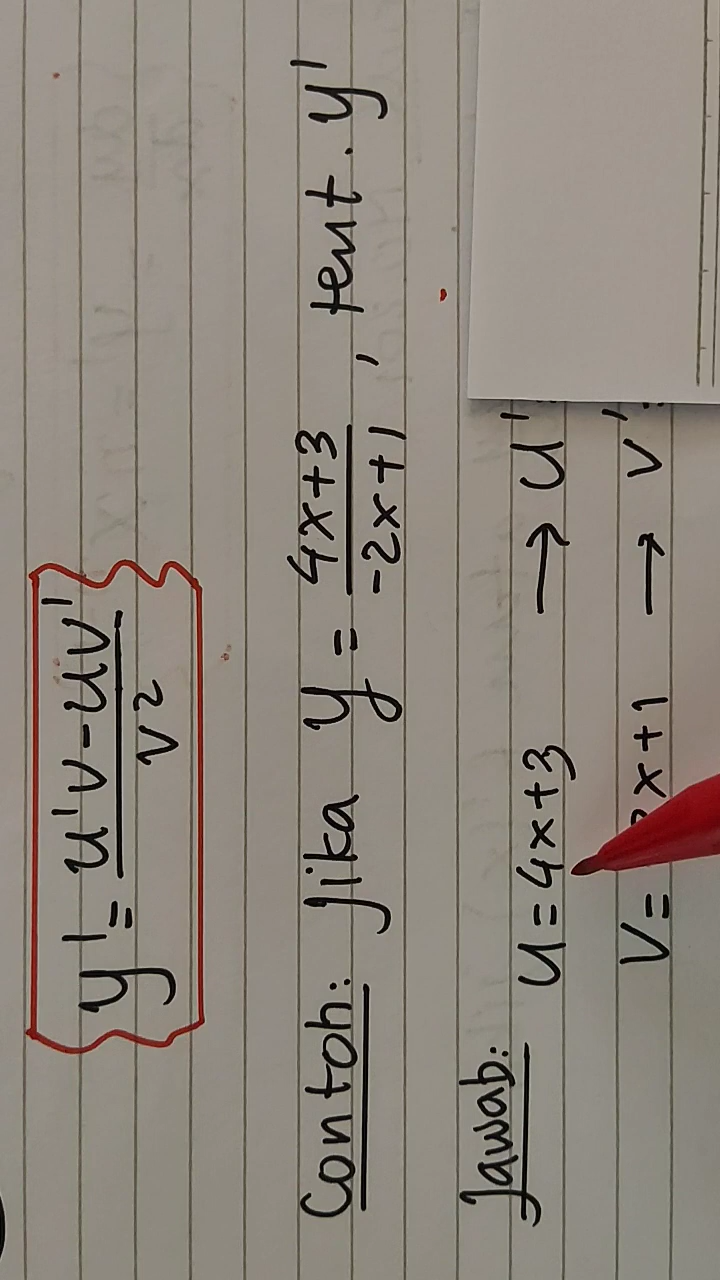 y' = u'v - uv' / v²
Contoh: Jika y = 4x+3 / -2x+1 , tent. y'
Jawab: u = 4x+3 → u'
v = x+1 → v'